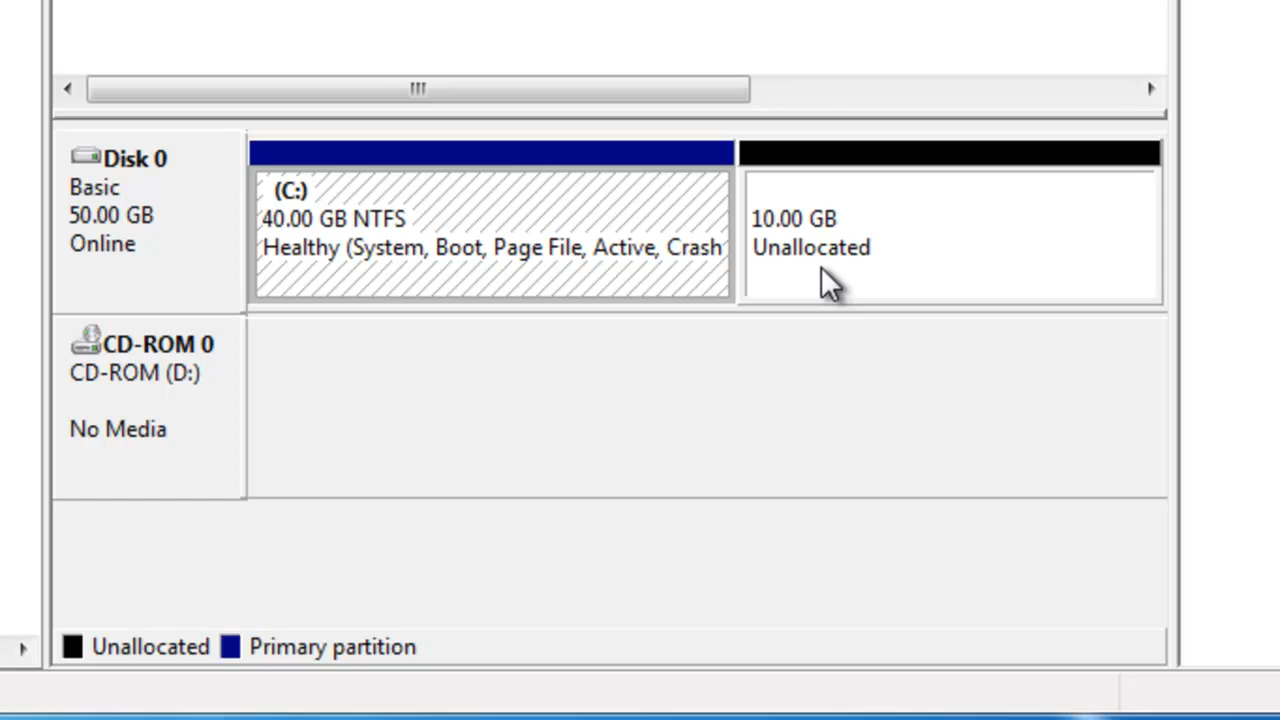 Disk 0
Basic
50.00 GB
Online
(C:)
40.00 GB NTFS
Healthy (System, Boot, Page File, Active, Crash
10.00 GB
Unallocated
CD-ROM 0
CD-ROM (D:)
No Media
Unallocated Primary partition